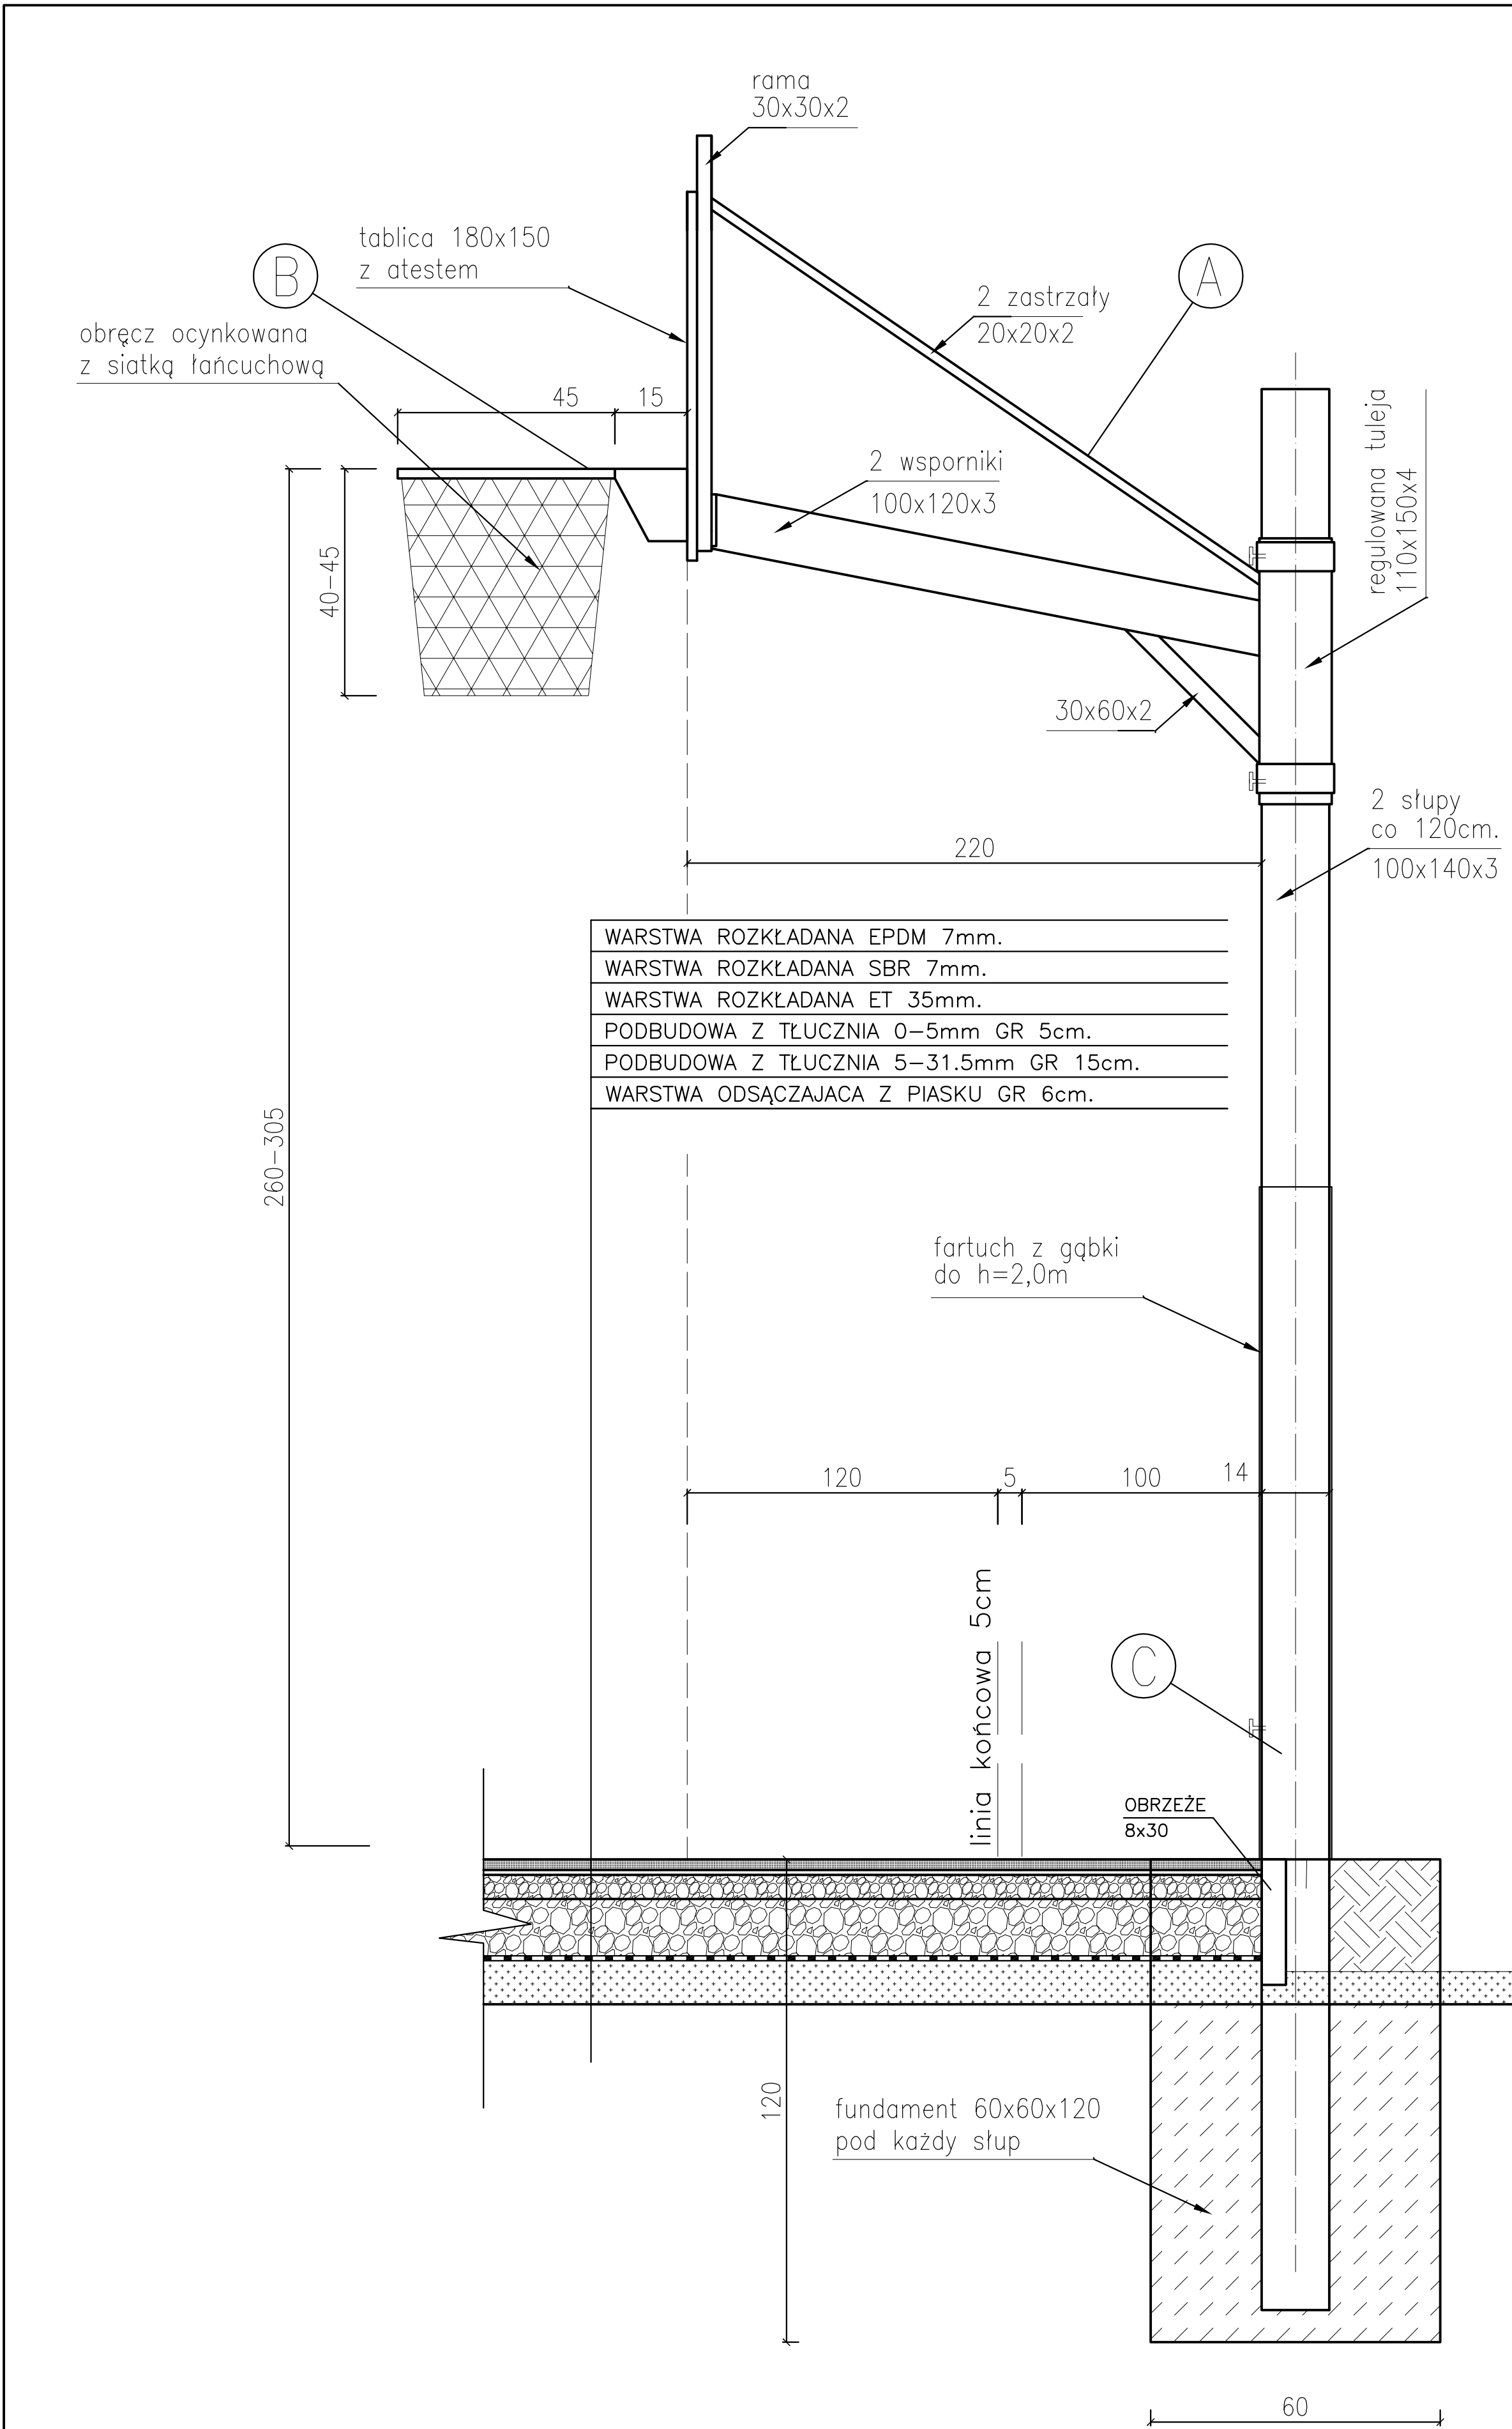 rama
30x30x2
tablica 180x150
z atestem
B
A
2 zastrzały
20x20x2
obręcz ocynkowana
z siatką łańcuchową
45
15
regulowana tuleja
110x150x4
2 wsporniki
100x120x3
40-45
30x60x2
2 słupy
co 120cm.
100x140x3
220
WARSTWA ROZKŁADANA EPDM 7mm.
WARSTWA ROZKŁADANA SBR 7mm.
WARSTWA ROZKŁADANA ET 35mm.
PODBUDOWA Z TŁUCZNIA 0-5mm GR 5cm.
PODBUDOWA Z TŁUCZNIA 5-31.5mm GR 15cm.
WARSTWA ODSĄCZAJACA Z PIASKU GR 6cm.
260-305
fartuch z gąbki
do h=2,0m
120
5
100
14
linia końcowa 5cm
C
OBRZEŻE
8x30
120
fundament 60x60x120
pod każdy słup
60